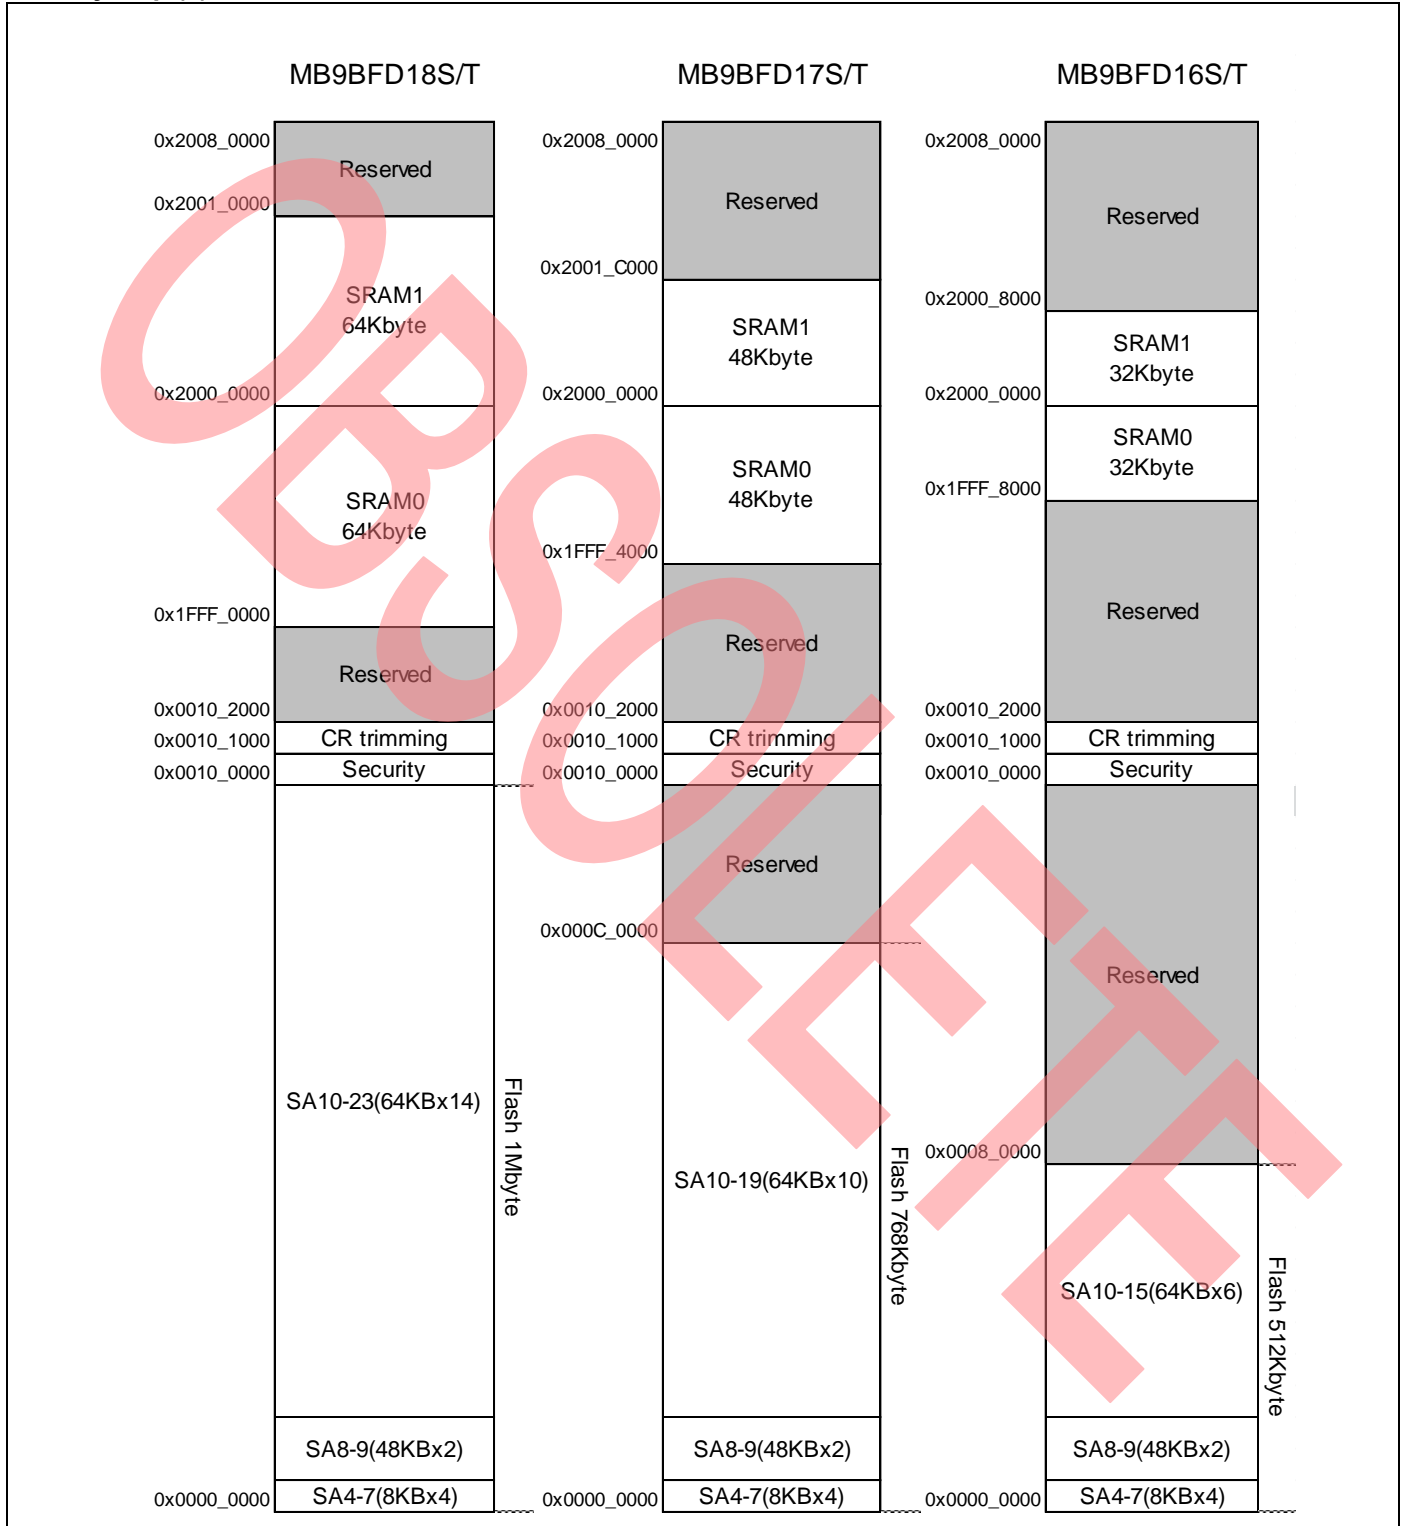 MB9BFD18S/T
0x2008_0000
Reserved
0x2001_0000
SRAM1
64Kbyte
0x2000_0000
SRAM0
64Kbyte
0x1FFF_0000
Reserved
0x0010_2000
CR trimming
0x0010_1000
Security
0x0010_0000
SA10-23(64KBx14)
Flash 1Mbyte
SA8-9(48KBx2)
SA4-7(8KBx4)
0x0000_0000
MB9BFD17S/T
0x2008_0000
Reserved
0x2001_C000
SRAM1
48Kbyte
0x2000_0000
SRAM0
48Kbyte
0x1FFF_4000
Reserved
0x0010_2000
CR trimming
0x0010_1000
Security
0x0010_0000
Reserved
0x000C_0000
SA10-19(64KBx10)
Flash 768Kbyte
SA8-9(48KBx2)
SA4-7(8KBx4)
0x0000_0000
MB9BFD16S/T
0x2008_0000
Reserved
0x2000_8000
SRAM1
32Kbyte
0x2000_0000
SRAM0
32Kbyte
0x1FFF_8000
Reserved
0x0010_2000
CR trimming
0x0010_1000
Security
0x0010_0000
Reserved
0x0008_0000
SA10-15(64KBx6)
Flash 512Kbyte
SA8-9(48KBx2)
SA4-7(8KBx4)
0x0000_0000
OBSOLETE